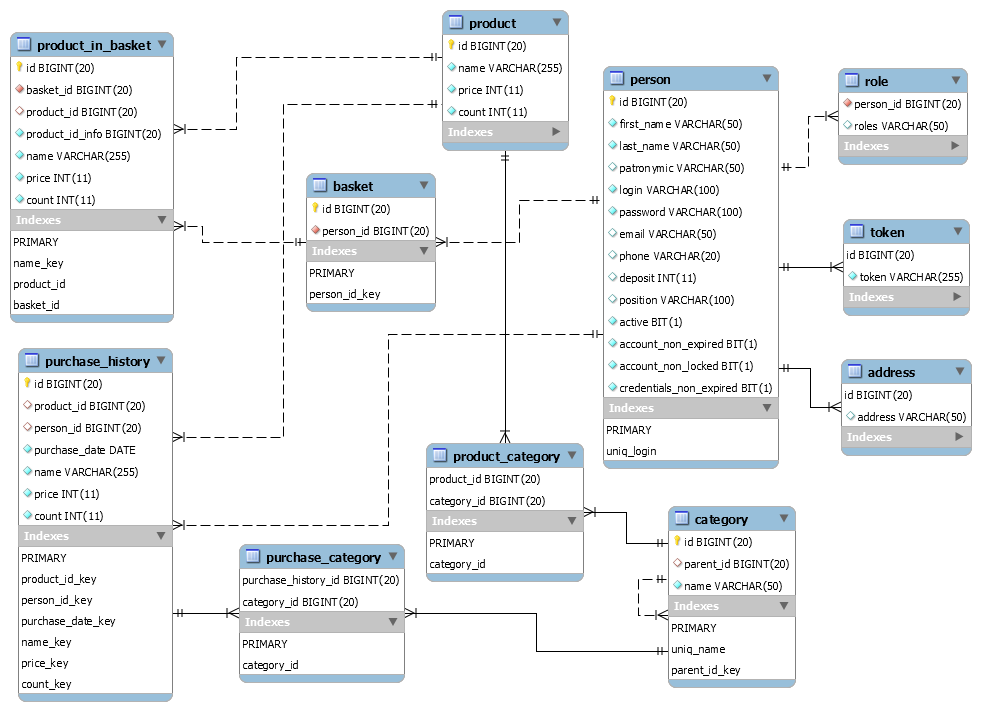 product_in_basket
id BIGINT(20)
basket_id BIGINT(20)
product_id BIGINT(20)
product_id_info BIGINT(20)
name VARCHAR(255)
price INT(11)
count INT(11)
Indexes
PRIMARY
name_key
product_id
basket_id
product
id BIGINT(20)
name VARCHAR(255)
price INT(11)
count INT(11)
Indexes
basket
id BIGINT(20)
person_id BIGINT(20)
Indexes
PRIMARY
person_id_key
person
id BIGINT(20)
first_name VARCHAR(50)
last_name VARCHAR(50)
patronymic VARCHAR(50)
login VARCHAR(100)
password VARCHAR(100)
email VARCHAR(50)
phone VARCHAR(20)
deposit INT(11)
position VARCHAR(100)
active BIT(1)
account_non_expired BIT(1)
account_non_locked BIT(1)
credentials_non_expired BIT(1)
Indexes
PRIMARY
uniq_login
role
person_id BIGINT(20)
roles VARCHAR(50)
Indexes
token
id BIGINT(20)
token VARCHAR(255)
Indexes
address
id BIGINT(20)
address VARCHAR(50)
Indexes
purchase_history
id BIGINT(20)
product_id BIGINT(20)
person_id BIGINT(20)
purchase_date DATE
name VARCHAR(255)
price INT(11)
count INT(11)
Indexes
PRIMARY
product_id_key
person_id_key
purchase_date_key
name_key
price_key
count_key
purchase_category
purchase_history_id BIGINT(20)
category_id BIGINT(20)
Indexes
PRIMARY
category_id
product_category
product_id BIGINT(20)
category_id BIGINT(20)
Indexes
PRIMARY
category_id
category
id BIGINT(20)
parent_id BIGINT(20)
name VARCHAR(50)
Indexes
PRIMARY
uniq_name
parent_id_key